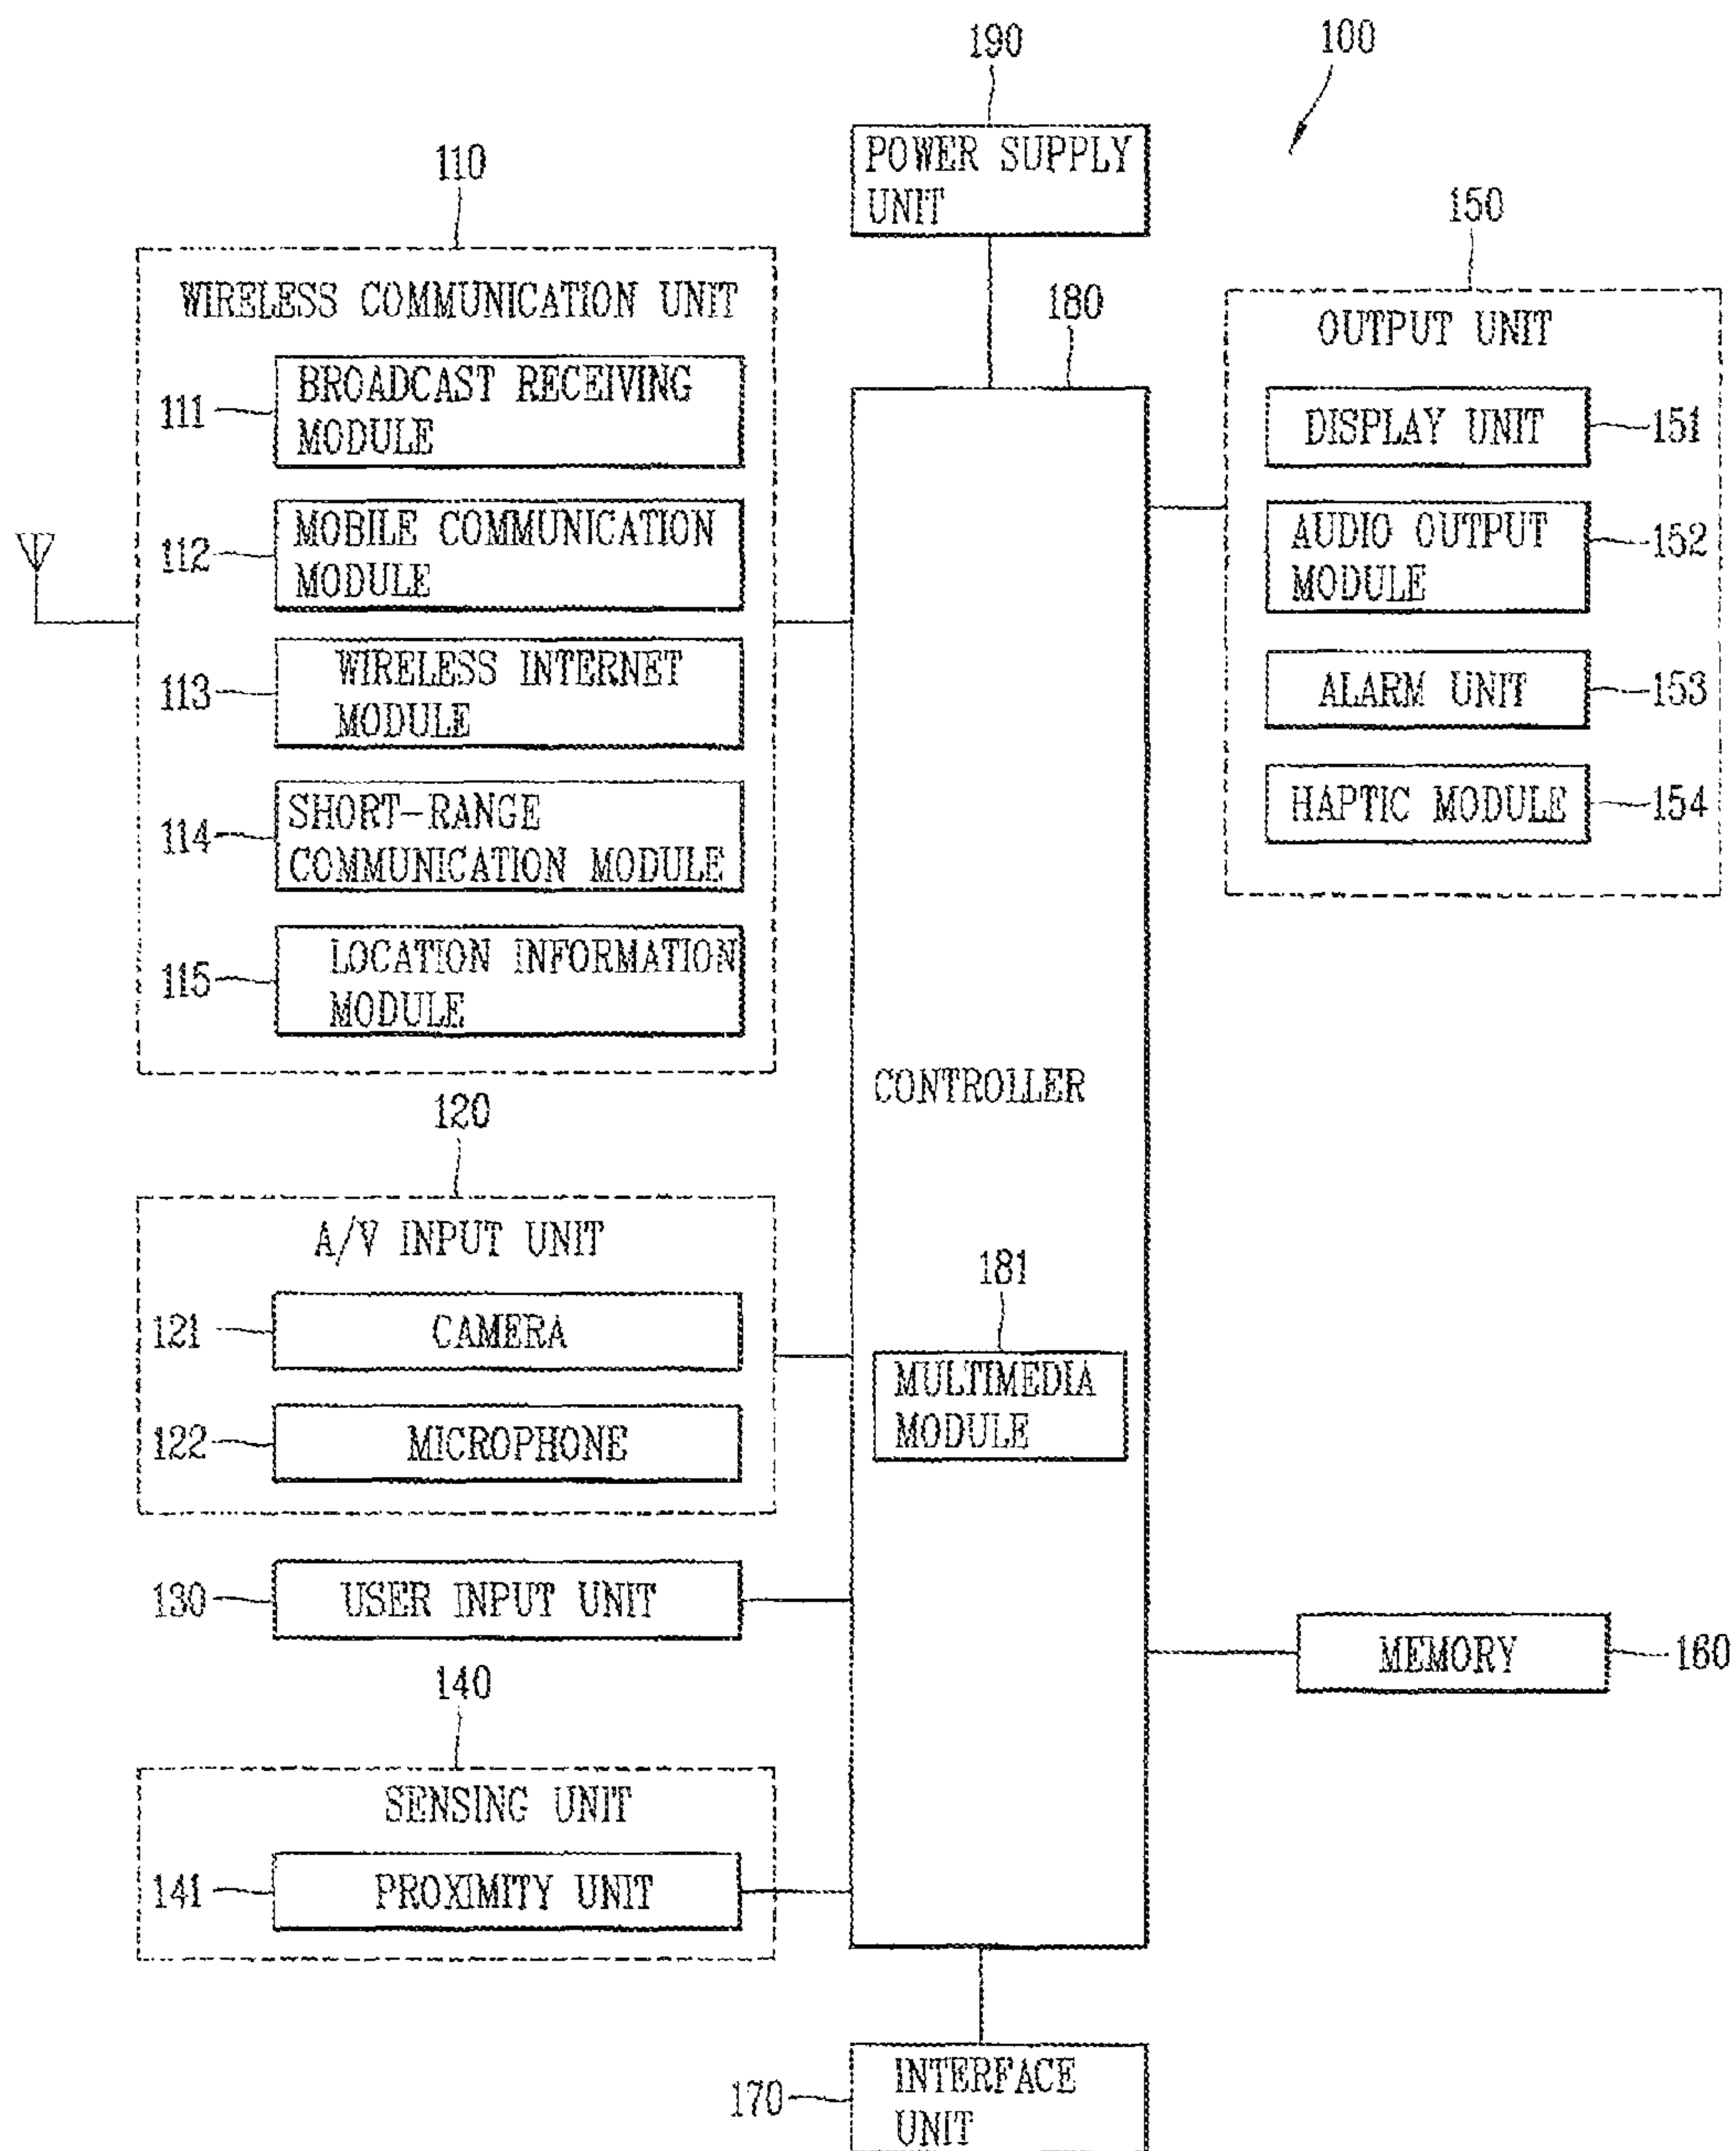 190
100
POWER SUPPLY
UNIT
110
WIRELESS COMMUNICATION UNIT
111
BROADCAST RECEIVING
MODULE
112
MOBILE COMMUNICATION
MODULE
113
WIRELESS INTERNET
MODULE
114
SHORT-RANGE
COMMUNICATION MODULE
115
LOCATION INFORMATION
MODULE
120
A/V INPUT UNIT
121
CAMERA
122
MICROPHONE
130
USER INPUT UNIT
140
SENSING UNIT
141
PROXIMITY UNIT
180
CONTROLLER
181
MULTIMEDIA
MODULE
150
OUTPUT UNIT
DISPLAY UNIT
151
AUDIO OUTPUT
MODULE
152
ALARM UNIT
153
HAPTIC MODULE
154
MEMORY
160
170
INTERFACE
UNIT